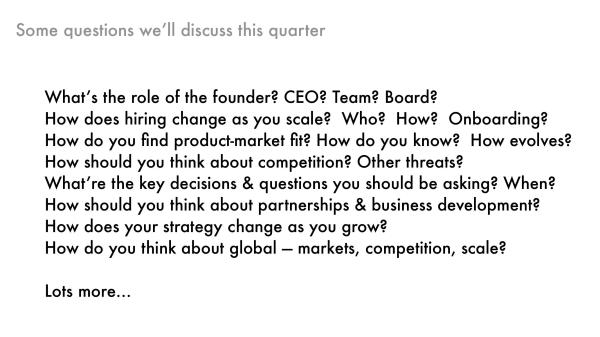 Some questions we’ll discuss this quarter
What’s the role of the founder? CEO? Team? Board?
How does hiring change as you scale?  Who?  How?  Onboarding?
How do you find product-market fit? How do you know?  How evolves?
How should you think about competition? Other threats?
What’re the key decisions & questions you should be asking? When?
How should you think about partnerships & business development?
How does your strategy change as you grow?
How do you think about global — markets, competition, scale?
Lots more...